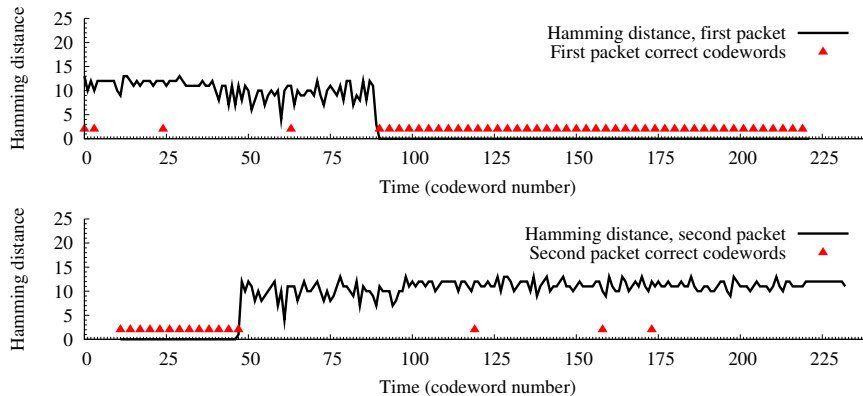 Hamming distance
25
20
15
10
5
0
Hamming distance, first packet
First packet correct codewords
0 25 50 75 100 125 150 175 200 225
Time (codeword number)
Hamming distance
25
20
15
10
5
0
Hamming distance, second packet
Second packet correct codewords
0 25 50 75 100 125 150 175 200 225
Time (codeword number)